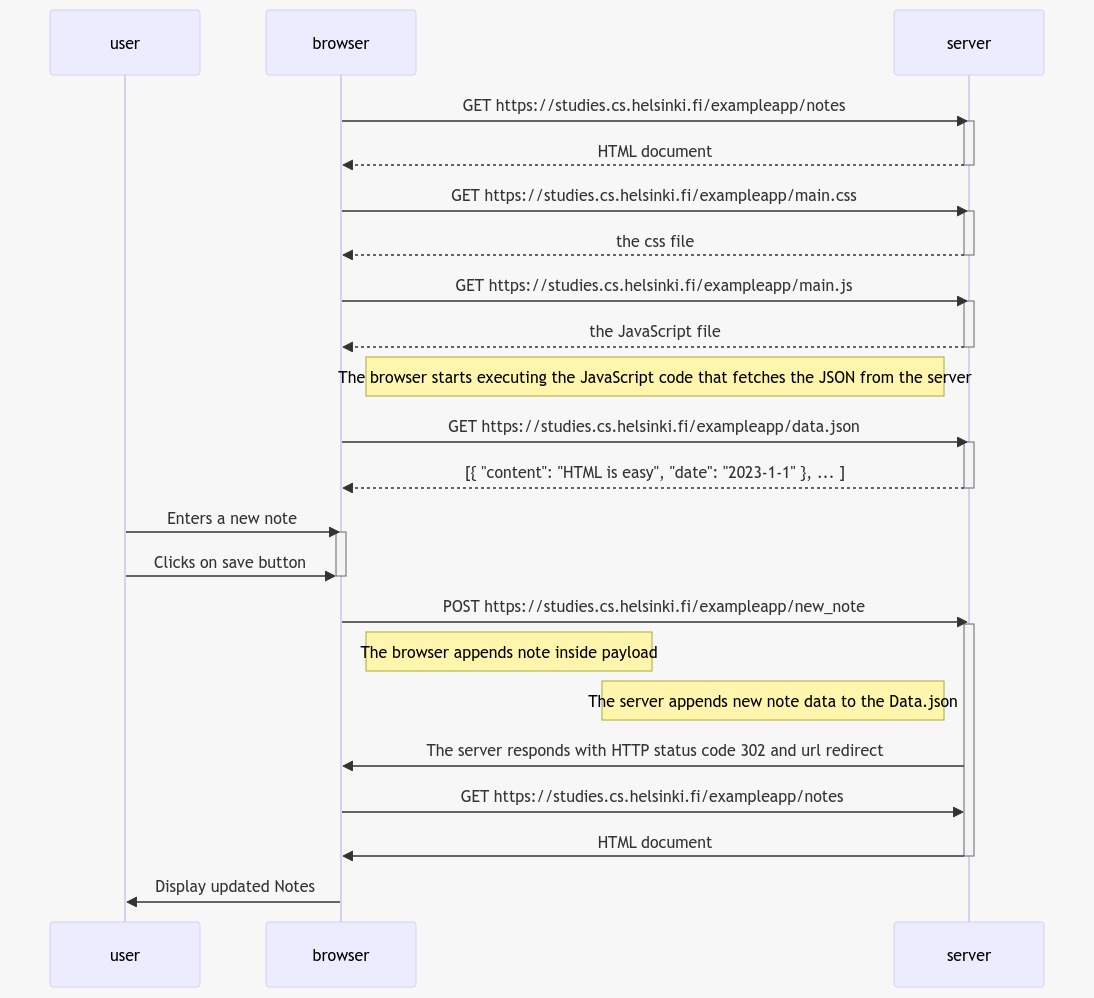 user
browser
server
GET https://studies.cs.helsinki.fi/exampleapp/notes
HTML document
GET https://studies.cs.helsinki.fi/exampleapp/main.css
the css file
GET https://studies.cs.helsinki.fi/exampleapp/main.js
the JavaScript file
The browser starts executing the JavaScript code that fetches the JSON from the server
GET https://studies.cs.helsinki.fi/exampleapp/data.json
[{ "content": "HTML is easy", "date": "2023-1-1" }, ... ]
Enters a new note
Clicks on save button
POST https://studies.cs.helsinki.fi/exampleapp/new_note
The browser appends note inside payload
The server appends new note data to the Data.json
The server responds with HTTP status code 302 and url redirect
GET https://studies.cs.helsinki.fi/exampleapp/notes
HTML document
Display updated Notes
user
browser
server